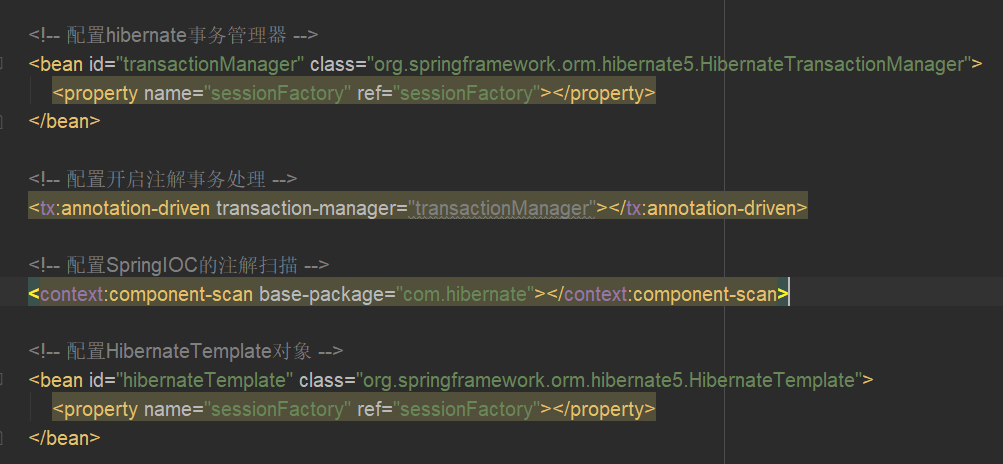 <!-- 配置hibernate事务管理器 -->
<bean id="transactionManager" class="org.springframework.orm.hibernate5.HibernateTransactionManager">
<property name="sessionFactory" ref="sessionFactory"></property>
</bean>
<!-- 配置开启注解事务处理 -->
<tx:annotation-driven transaction-manager="transactionManager"></tx:annotation-driven>
<!-- 配置SpringIOC的注解扫描 -->
<context:component-scan base-package="com.hibernate"></context:component-scan>
<!-- 配置HibernateTemplate对象 -->
<bean id="hibernateTemplate" class="org.springframework.orm.hibernate5.HibernateTemplate">
<property name="sessionFactory" ref="sessionFactory"></property>
</bean>